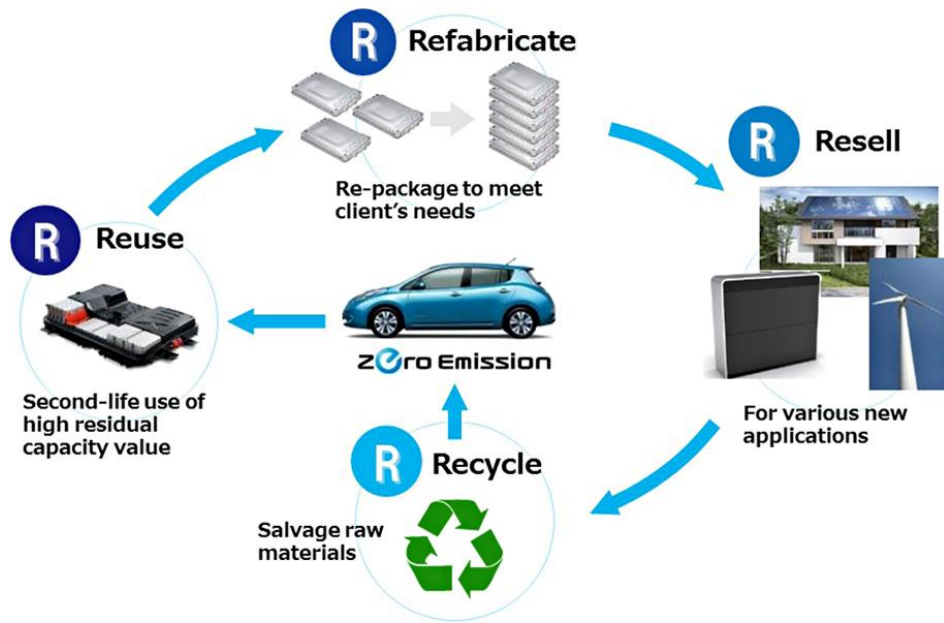 R Refabricate
Re-package to meet
client's needs
R Resell
For various new
applications
R Reuse
Second-life use of
high residual
capacity value
zero Emission
R Recycle
Salvage raw
materials